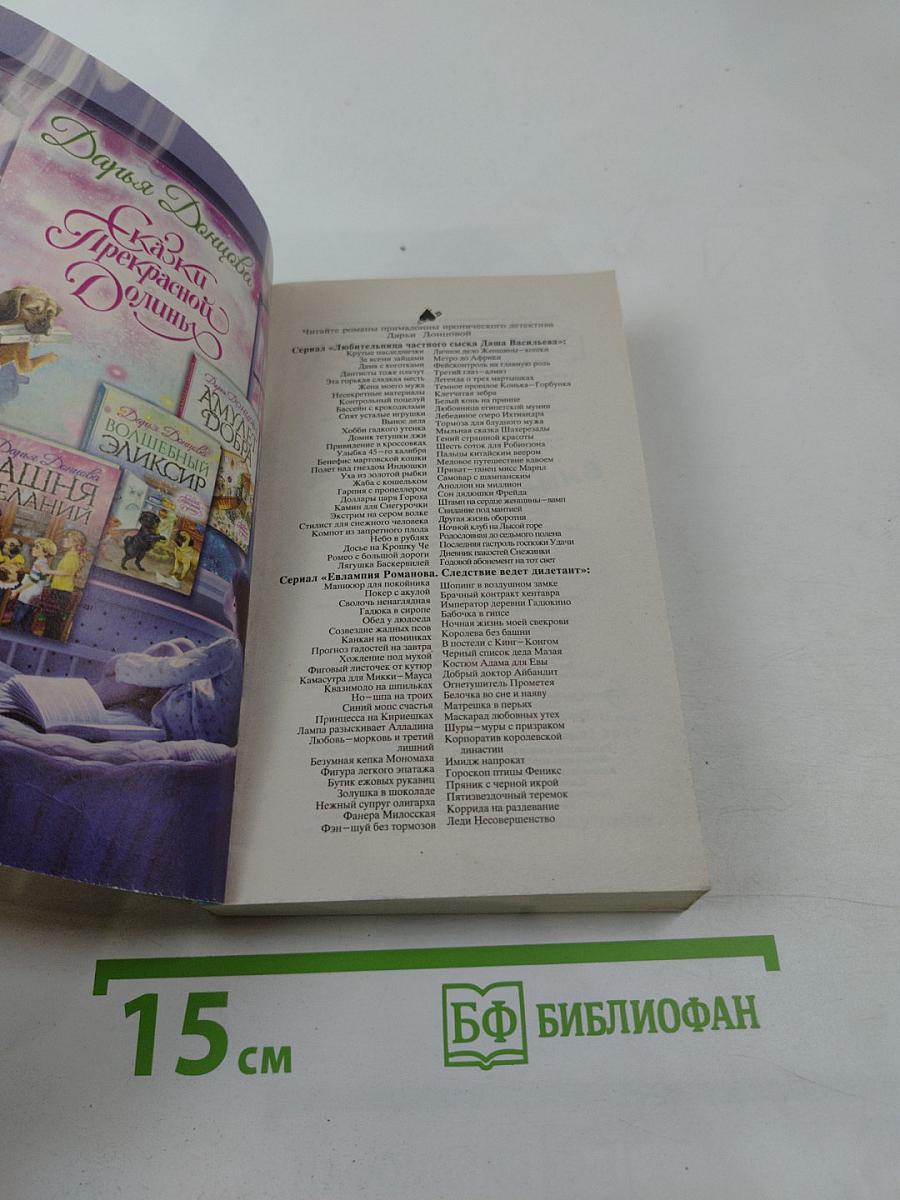 Дарья Донцова
Сказки
Прекрасной
Долины
Дарья Донцова
АМУ
ДОБР
Дарья Донцова
ВОЛШЕБНЫЙ
ЭЛИКСИР
Дарья Донцова
АШНЯ
ЕЛАНИЙ
Читайте романы примадонны иронического детектива
Дарьи Донцовой
Сериал «Любительница частного сыска Даша Васильева»:
Крутые наследнички
За всеми зайцами
Дама с коготками
Дантисты тоже плачут
Эта горькая сладкая месть
Жена моего мужа
Несекретные материалы
Контрольный поцелуй
Бассейн с крокодилами
Спят усталые игрушки
Вынос дела
Хобби гадкого утенка
Домик тетушки лжи
Привидение в кроссовках
Улыбка 45-го калибра
Бенефис мартовской кошки
Полет над гнездом Индюшки
Уха из золотой рыбки
Жаба с кошельком
Гарпия с пропеллером
Доллары царя Гороха
Камин для Снегурочки
Экстрим на сером волке
Стилист для снежного человека
Компот из запретного плода
Небо в рублях
Досье на Крошку Че
Ромео с большой дороги
Лягушка Баскервилей
Личное дело Женщины-кошки
Метро до Африки
Фейсконтроль на главную роль
Третий глаз-алмаз
Легенда о трех мартышках
Темное прошлое Конька-Горбунка
Клетчатая зебра
Белый конь на принце
Любовница египетской мумии
Лебединое озеро Ихтиандра
Тормоза для блудного мужа
Мыльная сказка Шахерезады
Гений страшной красоты
Шесть соток для Робинзона
Пальцы китайским веером
Медовое путешествие втроем
Приват-танец мисс Марпл
Самовар с шампанским
Аполлон на миллион
Сон дядюшки Фрейда
Штамп на сердце женщины-вамп
Свидание под мантией
Другая жизнь оборотня
Ночной клуб на Лысой горе
Родословная до седьмого полена
Последняя гастроль госпожи Удачи
Дневник пакостей Снежинки
Годовой абонемент на тот свет
Сериал «Евлампия Романова. Следствие ведет дилетант»:
Маникюр для покойника
Покер с акулой
Сволочь ненаглядная
Гадюка в сиропе
Обед у людоеда
Созвездие жадных псов
Канкан на поминках
Прогноз гадостей на завтра
Хождение под мухой
Фиговый листочек от кутюр
Камасутра для Микки-Мауса
Квазимодо на шпильках
Но-шпа на троих
Синий мопс счастья
Принцесса на Кириешках
Лампа разыскивает Алладина
Любовь-морковь и третий
лишний
Безумная кепка Мономаха
Фигура легкого эпатажа
Бутик ежовых рукавиц
Золушка в шоколаде
Нежный супруг олигарха
Фанера Милосская
Фэн-шуй без тормозов
Шопинг в воздушном замке
Брачный контракт кентавра
Император деревни Гадюкино
Бабочка в гипсе
Ночная жизнь моей свекрови
Королева без башни
В постели с Кинг-Конгом
Черный список деда Мазая
Костюм Адама для Евы
Добрый доктор Айбандит
Огнетушитель Прометея
Белочка во сне и наяву
Матрешка в перьях
Маскарад любовных утех
Шуры-муры с призраком
Корпоратив королевской
династии
Имидж напрокат
Гороскоп птицы Феникс
Пряник с черной икрой
Пятизвездочный теремок
Коррида на раздевание
Леди Несовершенство
15 см
БФ БИБЛИОФАН